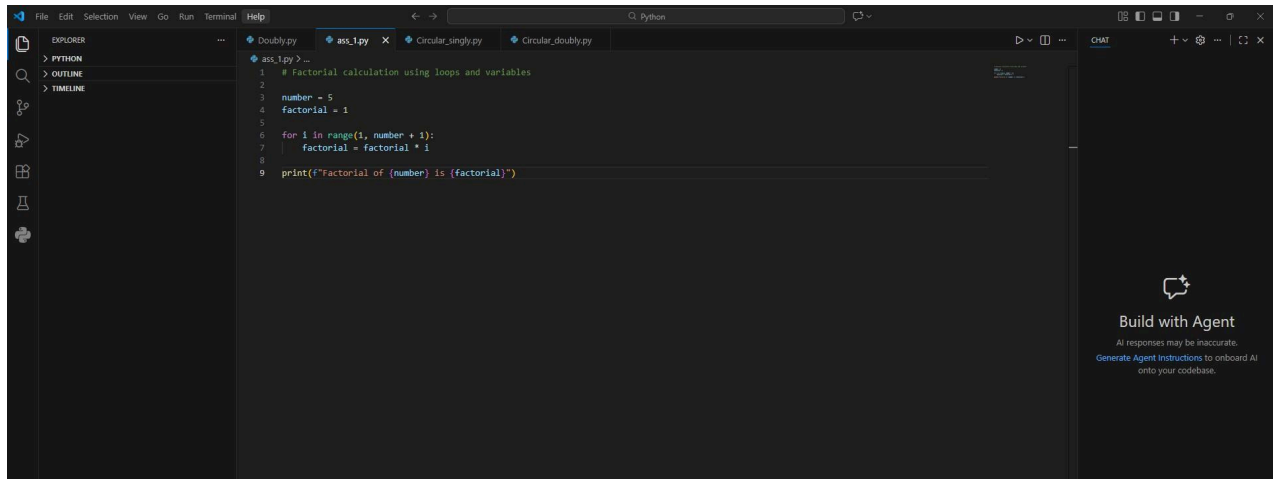 File Edit Selection View Go Run Terminal Help
Python
EXPLORER
PYTHON
OUTLINE
TIMELINE
Doubly.py ass_1.py Circular_singly.py Circular_doubly.py
ass_1.py > ...
1 # Factorial calculation using loops and variables
2
3 number = 5
4 factorial = 1
5
6 for i in range(1, number + 1):
7 factorial = factorial * i
8
9 print(f"Factorial of {number} is {factorial}")
CHAT
Build with Agent
AI responses may be inaccurate.
Generate Agent Instructions to onboard AI
onto your codebase.